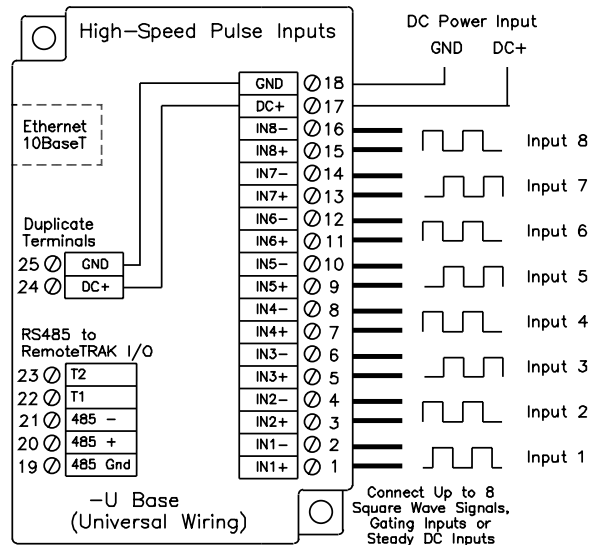 High-Speed Pulse Inputs
DC Power Input
GND DC+
GND 18
DC+ 17
IN8- 16
IN8+ 15
Input 8
IN7- 14
IN7+ 13
Input 7
IN6- 12
IN6+ 11
Input 6
IN5- 10
IN5+ 9
Input 5
IN4- 8
IN4+ 7
Input 4
IN3- 6
IN3+ 5
Input 3
IN2- 4
IN2+ 3
Input 2
IN1- 2
IN1+ 1
Input 1
Ethernet
10BaseT
Duplicate
Terminals
25 GND
24 DC+
RS485 to
RemoteTRAK I/O
23 T2
22 T1
21 485 -
20 485 +
19 485 Gnd
-U Base
(Universal Wiring)
Connect Up to 8
Square Wave Signals,
Gating Inputs or
Steady DC Inputs